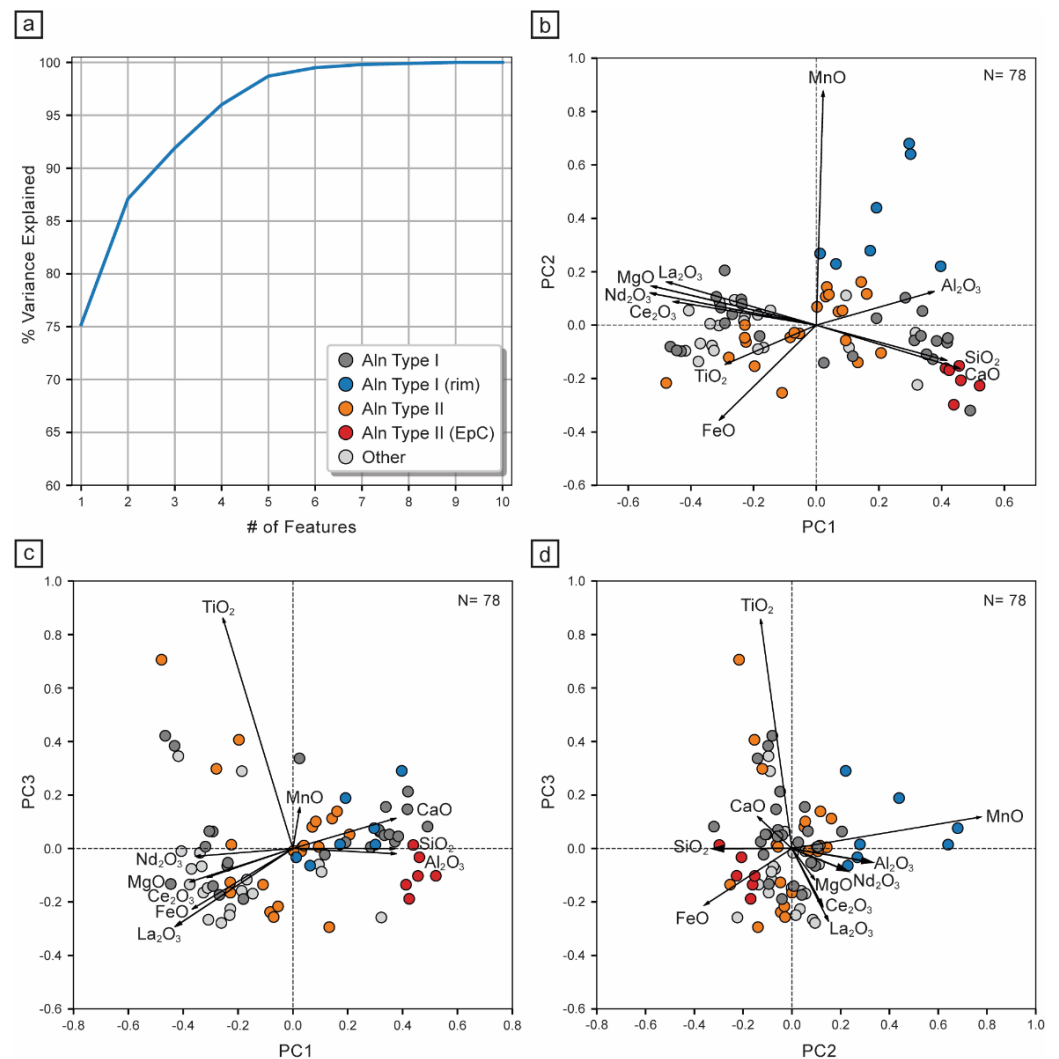 a
100
95
90
85
80
75
70
65
60
% Variance Explained
1 2 3 4 5 6 7 8 9 10
# of Features
Aln Type I
Aln Type I (rim)
Aln Type II
Aln Type II (EpC)
Other
b
N= 78
1.0
0.8
0.6
0.4
0.2
0.0
-0.2
-0.4
-0.6
PC2
MnO
La₂O₃
MgO
Nd₂O₃
Ce₂O₃
Al₂O₃
TiO₂
SiO₂
CaO
FeO
-0.6 -0.4 -0.2 0.0 0.2 0.4 0.6
PC1
c
N= 78
1.0
0.8
0.6
0.4
0.2
0.0
-0.2
-0.4
-0.6
PC3
TiO₂
MnO
CaO
SiO₂
Al₂O₃
Nd₂O₃
MgO
Ce₂O₃
FeO
La₂O₃
-0.8 -0.6 -0.4 -0.2 0.0 0.2 0.4 0.6 0.8
PC1
d
N= 78
1.0
0.8
0.6
0.4
0.2
0.0
-0.2
-0.4
-0.6
PC3
TiO₂
CaO
MnO
SiO₂
Al₂O₃
Nd₂O₃
MgO
Ce₂O₃
FeO
La₂O₃
-0.8 -0.6 -0.4 -0.2 0.0 0.2 0.4 0.6 0.8 1.0
PC2